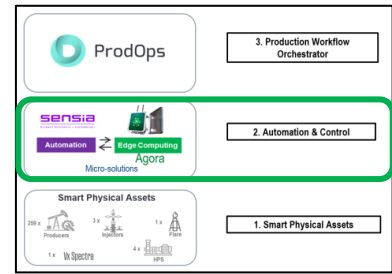 ProdOps
3. Production Workflow
Orchestrator
sensia
Automation
Edge Computing
Agora
Micro-solutions
2. Automation & Control
Smart Physical Assets
259 x
Producers
3 x
Injectors
1 x
Flare
1 x
Vx Spectra
4 x
HPS
1. Smart Physical Assets